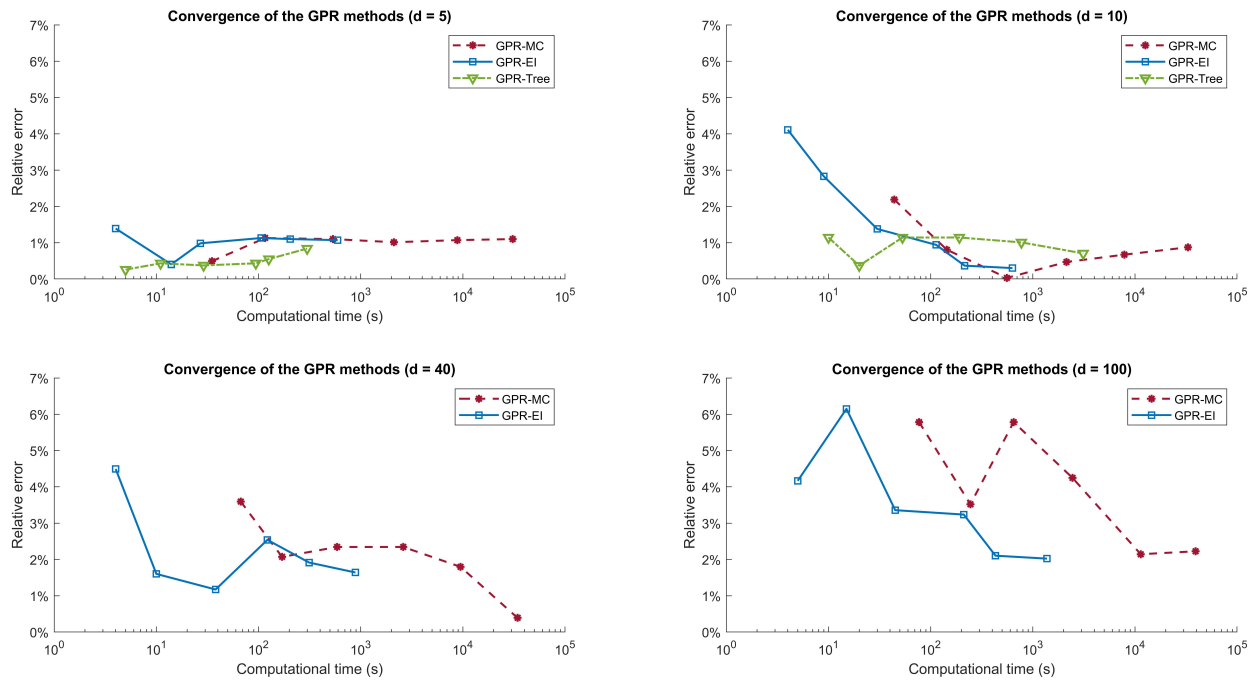 Convergence of the GPR methods (d = 5)
7%
6%
5%
4%
3%
2%
1%
0%
Relative error
10^0
10^1
10^2
10^3
10^4
10^5
Computational time (s)
GPR-MC
GPR-EI
GPR-Tree
Convergence of the GPR methods (d = 10)
7%
6%
5%
4%
3%
2%
1%
0%
Relative error
10^0
10^1
10^2
10^3
10^4
10^5
Computational time (s)
GPR-MC
GPR-EI
GPR-Tree
Convergence of the GPR methods (d = 40)
7%
6%
5%
4%
3%
2%
1%
0%
Relative error
10^0
10^1
10^2
10^3
10^4
10^5
Computational time (s)
GPR-MC
GPR-EI
Convergence of the GPR methods (d = 100)
7%
6%
5%
4%
3%
2%
1%
0%
Relative error
10^0
10^1
10^2
10^3
10^4
10^5
Computational time (s)
GPR-MC
GPR-EI